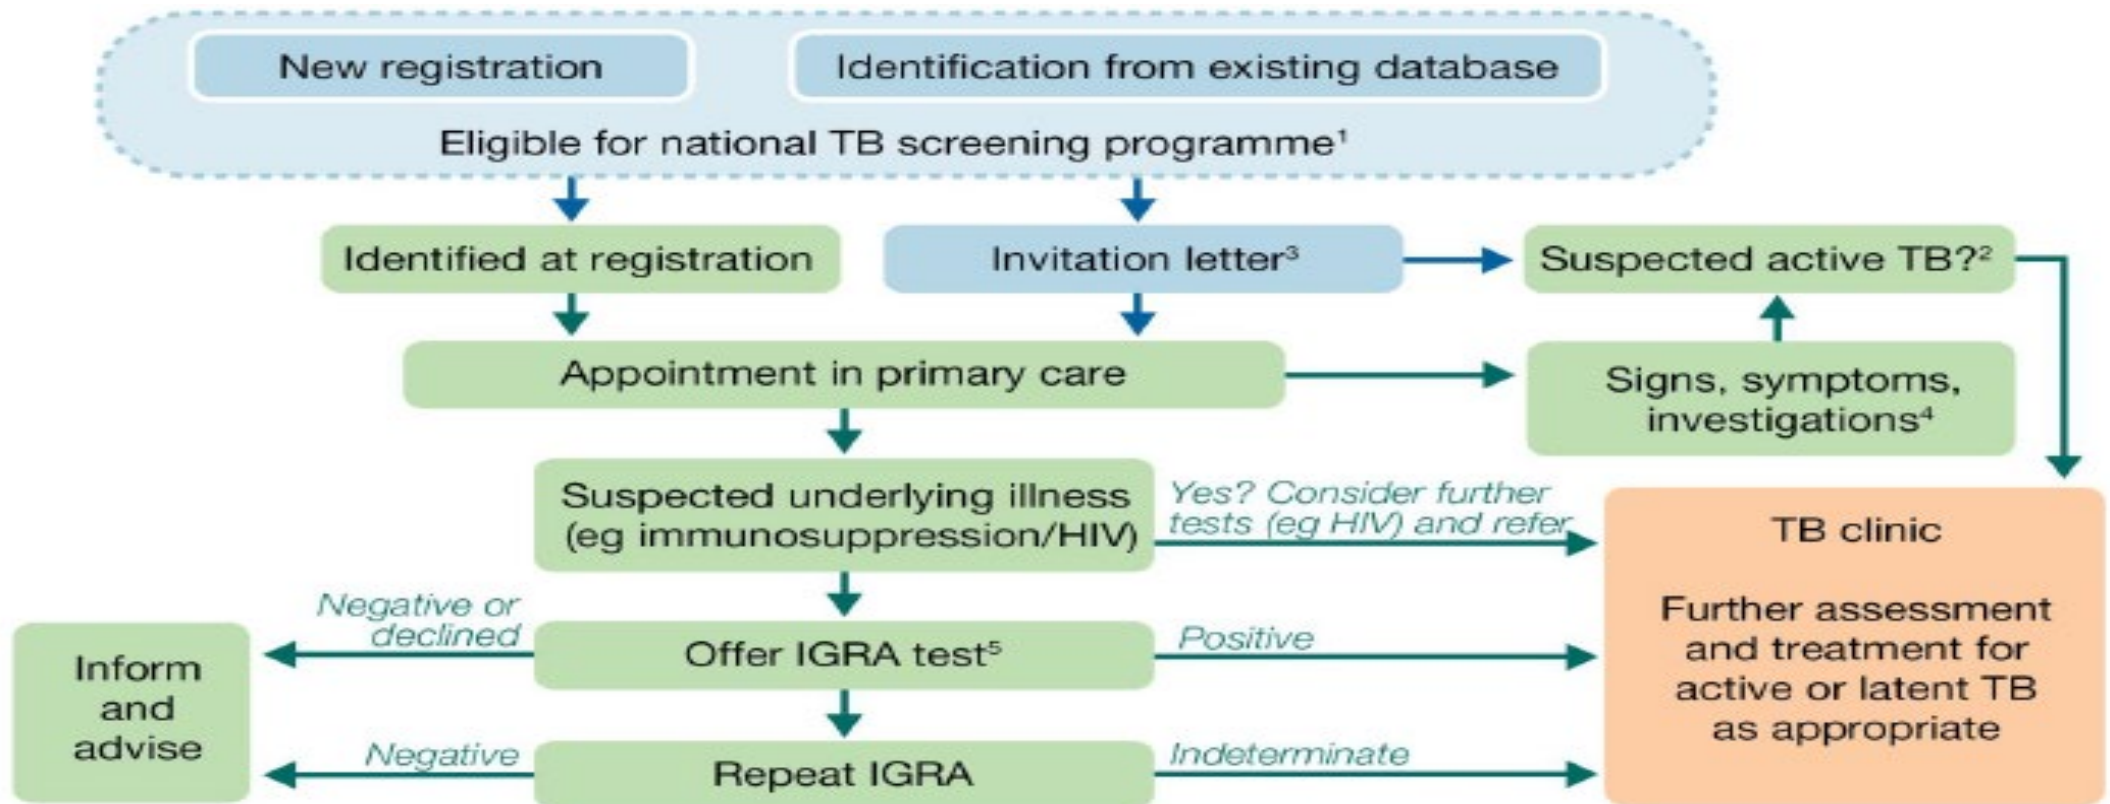 New registration
Identification from existing database
Eligible for national TB screening programme¹
Identified at registration
Invitation letter³
Suspected active TB?²
Appointment in primary care
Signs, symptoms,
investigations⁴
Suspected underlying illness
(eg immunosuppression/HIV)
Yes? Consider further
tests (eg HIV) and refer
TB clinic
Further assessment
and treatment for
active or latent TB
as appropriate
Negative or
declined
Offer IGRA test⁵
Positive
Inform
and
advise
Negative
Repeat IGRA
Indeterminate